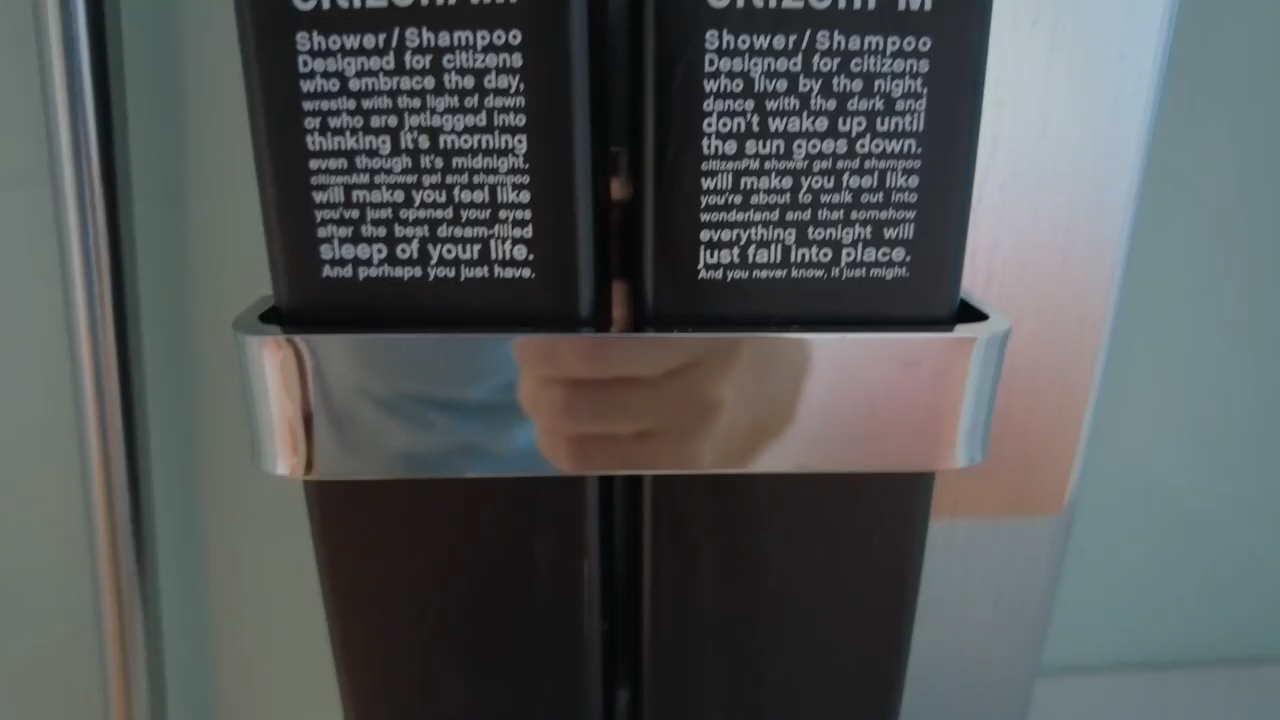 citizenAM
Shower/Shampoo
Designed for citizens
who embrace the day,
wrestle with the light of dawn
or who are jetlagged into
thinking it's morning
even though it's midnight.
citizenAM shower gel and shampoo
will make you feel like
you've just opened your eyes
after the best dream-filled
sleep of your life.
And perhaps you just have.
citizenPM
Shower/Shampoo
Designed for citizens
who live by the night,
dance with the dark and
don't wake up until
the sun goes down.
citizenPM shower gel and shampoo
will make you feel like
you're about to walk out into
wonderland and that somehow
everything tonight will
just fall into place.
And you never know, it just might.